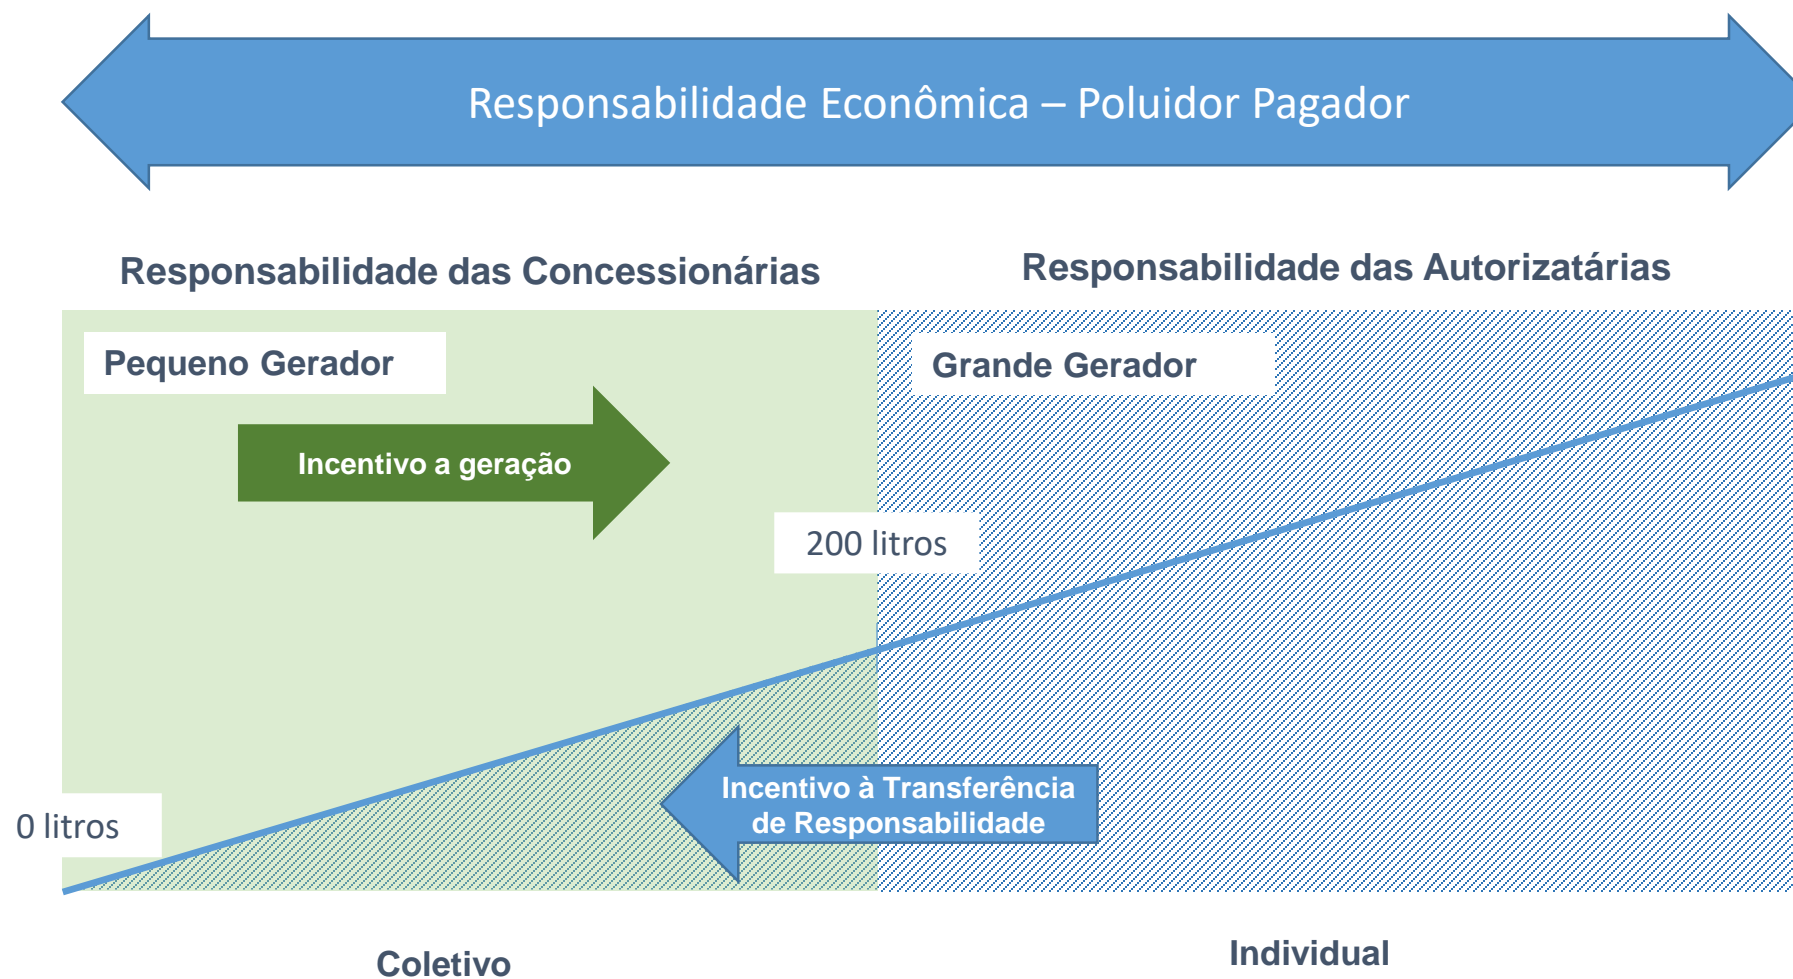 Responsabilidade Econômica – Poluidor Pagador
Responsabilidade das Concessionárias
Responsabilidade das Autorizatárias
Pequeno Gerador
Grande Gerador
Incentivo a geração
200 litros
Incentivo à Transferência
de Responsabilidade
0 litros
Coletivo
Individual